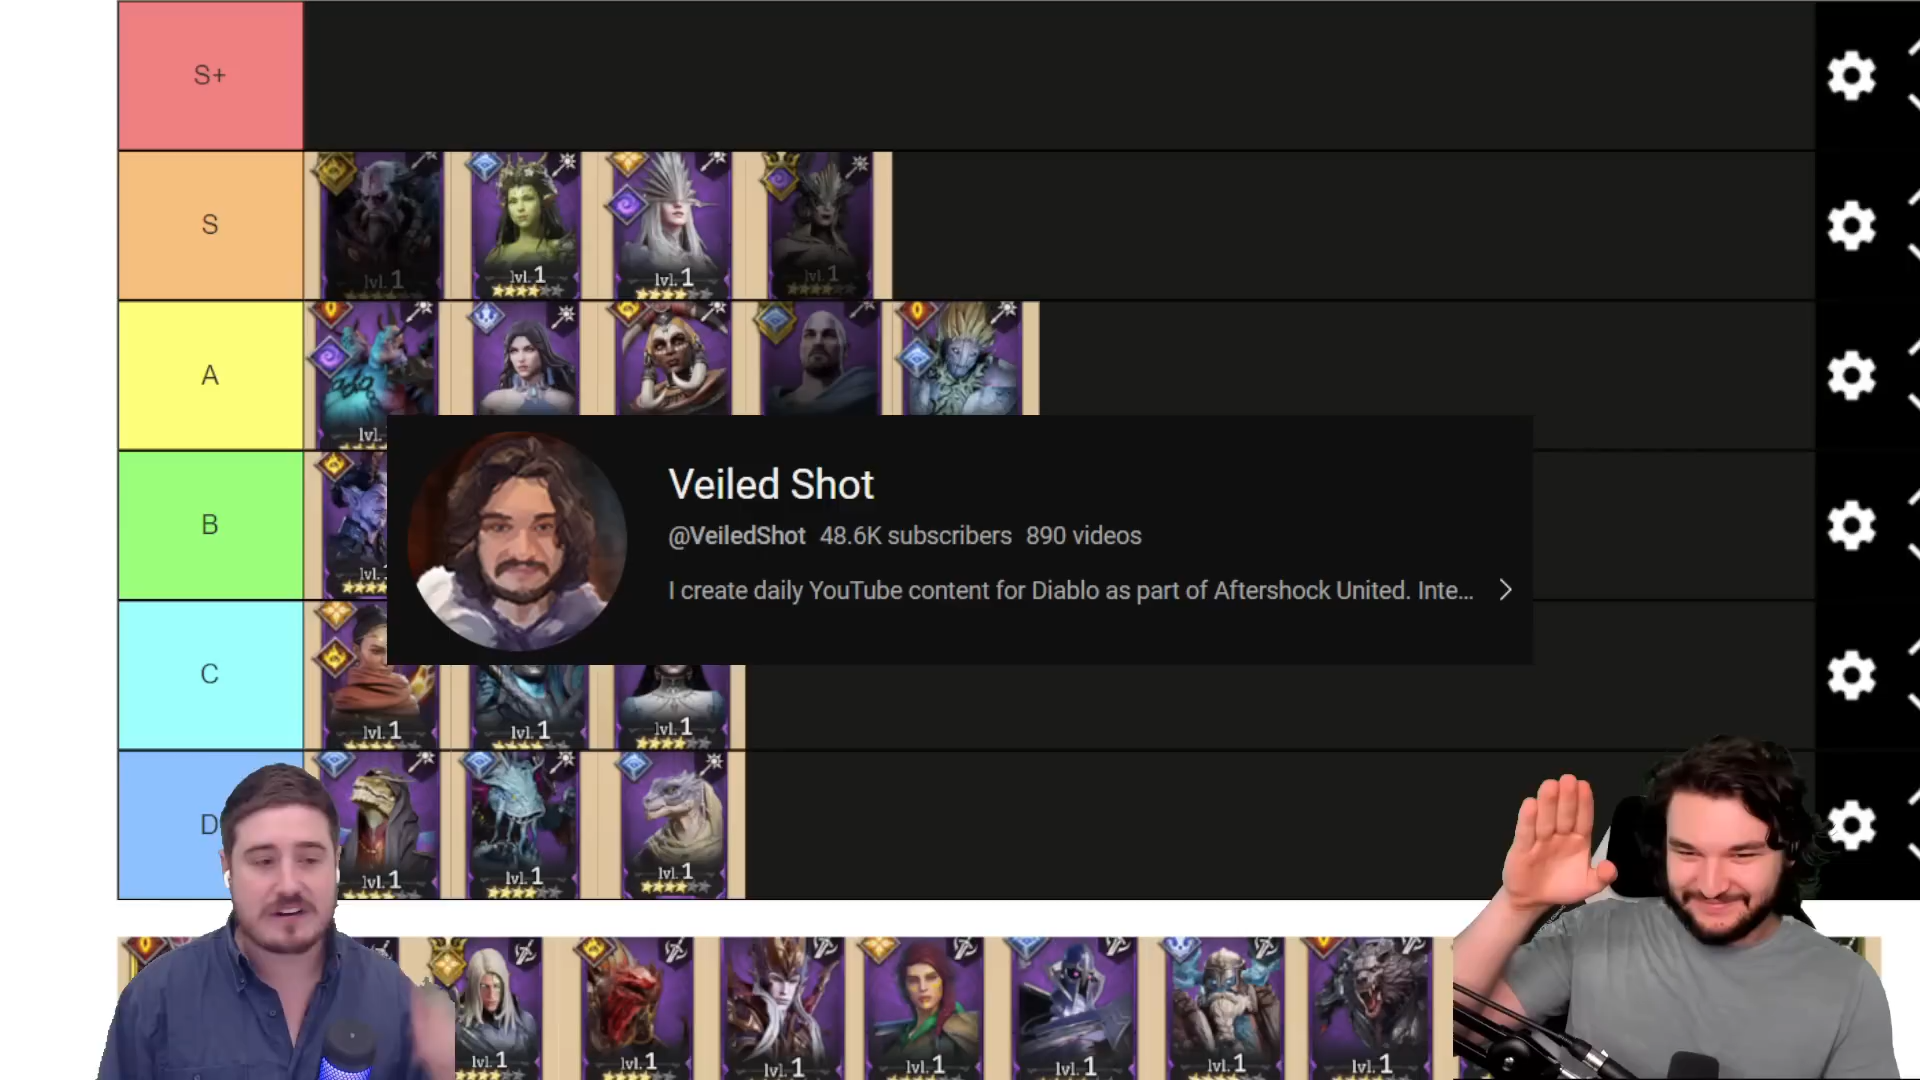 S+
S
lvl.1
lvl.1
lvl.1
lvl.1
A
lvl.
B
lvl.
Veiled Shot
@VeiledShot 48.6K subscribers 890 videos
I create daily YouTube content for Diablo as part of Aftershock United. Inte...
C
lvl.1
lvl.1
lvl.1
D
lvl.1
lvl.1
lvl.1
lvl.1
lvl.1
lvl.1
lvl.1
lvl.1
lvl.1
lvl.1